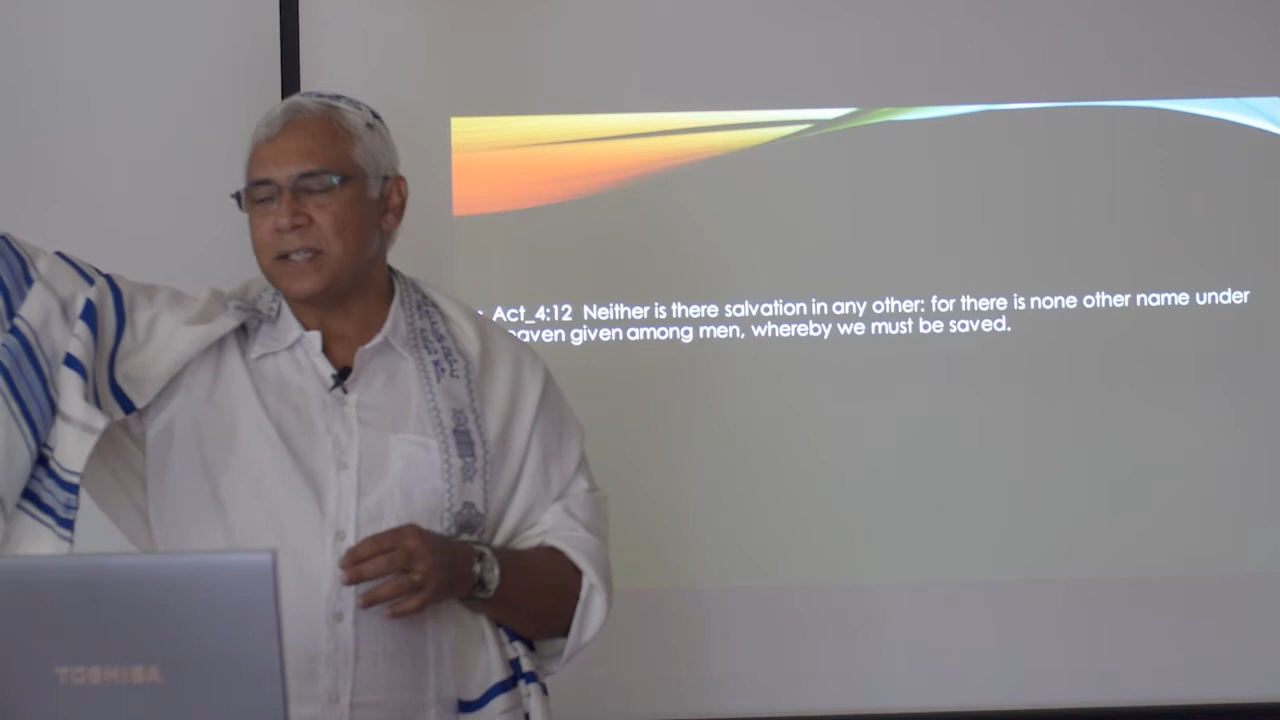 Act_4:12 Neither is there salvation in any other: for there is none other name under
given among men, whereby we must be saved.
TOSHIBA